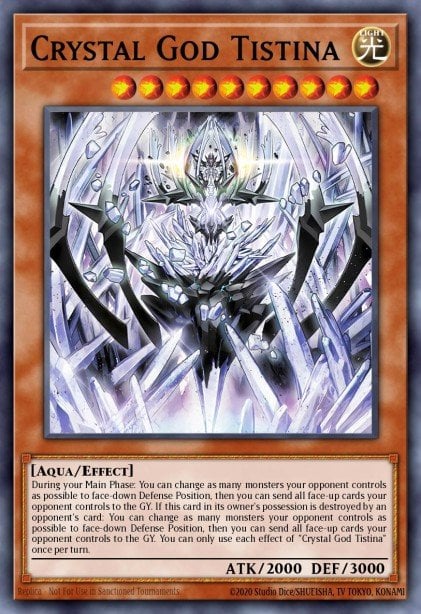 CRYSTAL GOD TISTINA
LIGHT
光
[AQUA/EFFECT]
During your Main Phase: You can change as many monsters your opponent controls
as possible to face-down Defense Position, then you can send all face-up cards your
opponent controls to the GY. If this card in its owner's possession is destroyed by an
opponent's card: You can change as many monsters your opponent controls as
possible to face-down Defense Position, then you can send all face-up cards your
opponent controls to the GY. You can only use each effect of "Crystal God Tistina"
once per turn.
ATK/2000 DEF/3000
Replica - Not For Use in Sanctioned Tournaments
©2020 Studio Dice/SHUEISHA, TV TOKYO, KONAMI